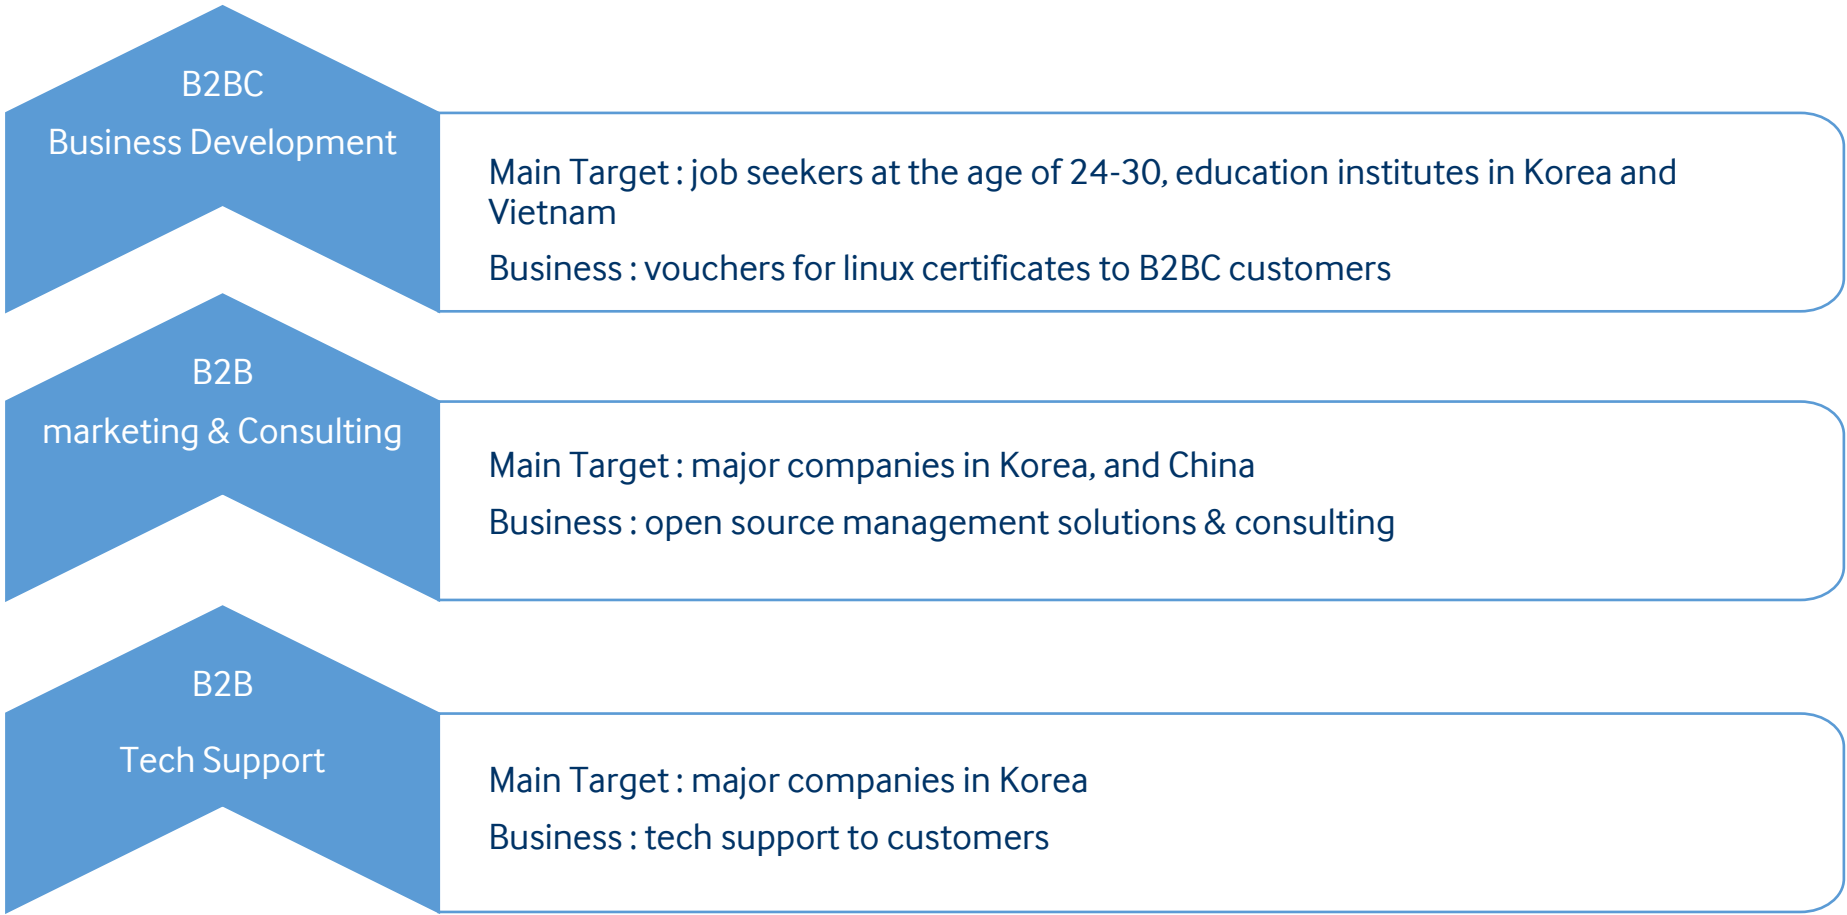 B2BC
Business Development
Main Target : job seekers at the age of 24-30, education institutes in Korea and
Vietnam
Business : vouchers for linux certificates to B2BC customers
B2B
marketing & Consulting
Main Target : major companies in Korea, and China
Business : open source management solutions & consulting
B2B
Tech Support
Main Target : major companies in Korea
Business : tech support to customers